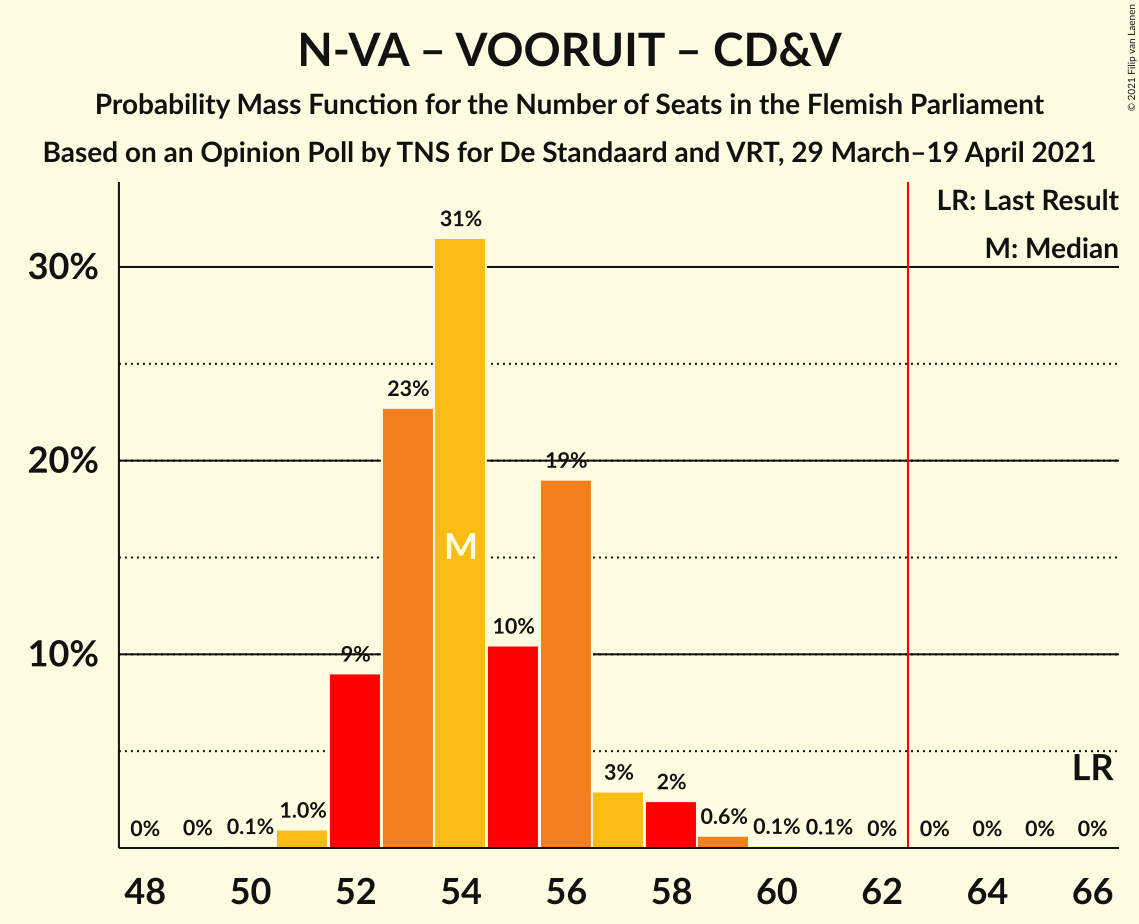 N-VA – VOORUIT – CD&V
Probability Mass Function for the Number of Seats in the Flemish Parliament
Based on an Opinion Poll by TNS for De Standaard and VRT, 29 March–19 April 2021
© 2021 Filip van Laenen
LR: Last Result
M: Median
30%
20%
10%
0%
0%
0.1%
1.0%
9%
23%
31%
10%
19%
3%
2%
0.6%
0.1%
0.1%
0%
0%
0%
0%
0%
M
LR
48 50 52 54 56 58 60 62 64 66